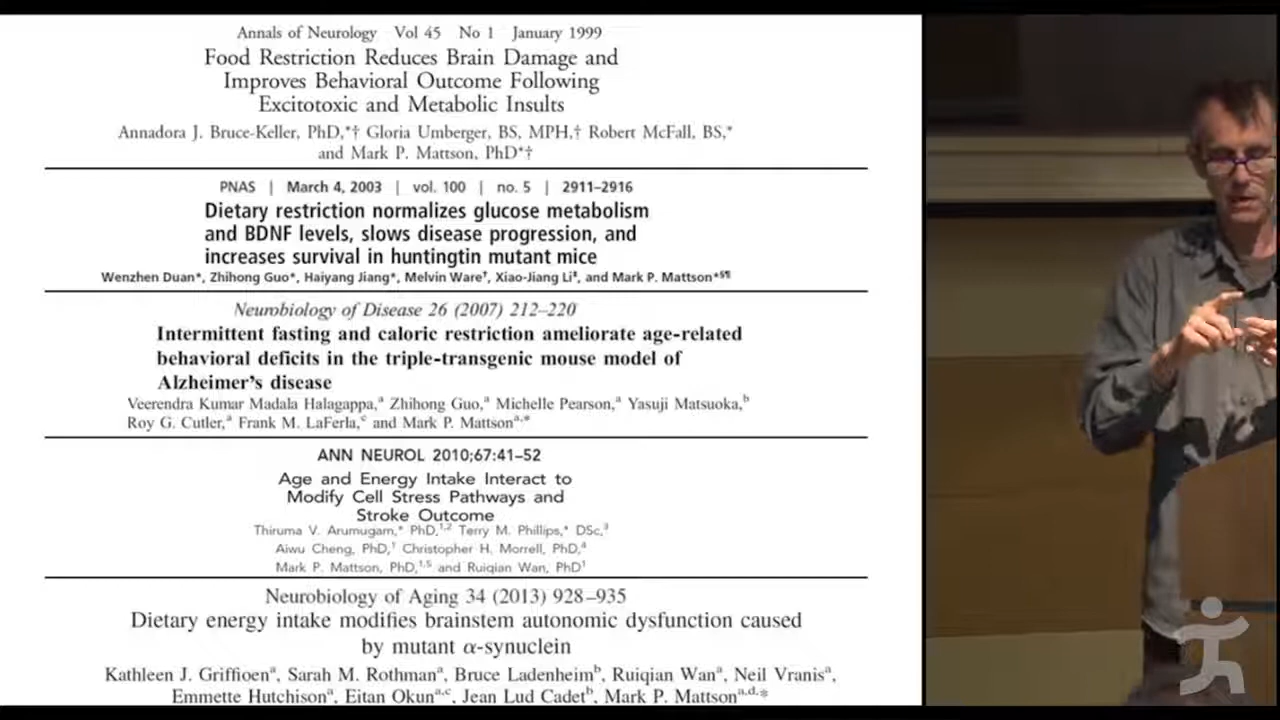 Annals of Neurology Vol 45 No 1 January 1999
Food Restriction Reduces Brain Damage and
Improves Behavioral Outcome Following
Excitotoxic and Metabolic Insults
Annadora J. Bruce-Keller, PhD,*† Gloria Umberger, BS, MPH,† Robert McFall, BS,*
and Mark P. Mattson, PhD*†
PNAS | March 4, 2003 | vol. 100 | no. 5 | 2911–2916
Dietary restriction normalizes glucose metabolism
and BDNF levels, slows disease progression, and
increases survival in huntingtin mutant mice
Wenzhen Duan*, Zhihong Guo*, Haiyang Jiang*, Melvin Ware†, Xiao-Jiang Li‡, and Mark P. Mattson*§¶
Neurobiology of Disease 26 (2007) 212–220
Intermittent fasting and caloric restriction ameliorate age-related
behavioral deficits in the triple-transgenic mouse model of
Alzheimer's disease
Veerendra Kumar Madala Halagappa,ᵃ Zhihong Guo,ᵃ Michelle Pearson,ᵃ Yasuji Matsuoka,ᵇ
Roy G. Cutler,ᵃ Frank M. LaFerla,ᶜ and Mark P. Mattsonᵃ,*
ANN NEUROL 2010;67:41–52
Age and Energy Intake Interact to
Modify Cell Stress Pathways and
Stroke Outcome
Thiruma V. Arumugam,* PhD,¹,² Terry M. Phillips,* DSc,³
Aiwu Cheng, PhD,¹ Christopher H. Morrell, PhD,⁴
Mark P. Mattson, PhD,¹,⁵ and Ruiqian Wan, PhD¹
Neurobiology of Aging 34 (2013) 928–935
Dietary energy intake modifies brainstem autonomic dysfunction caused
by mutant α-synuclein
Kathleen J. Griffioenᵃ, Sarah M. Rothmanᵃ, Bruce Ladenheimᵇ, Ruiqian Wanᵃ, Neil Vranisᵃ,
Emmette Hutchisonᵃ, Eitan Okunᵃ,ᶜ, Jean Lud Cadetᵇ, Mark P. Mattsonᵃ,ᵈ,*